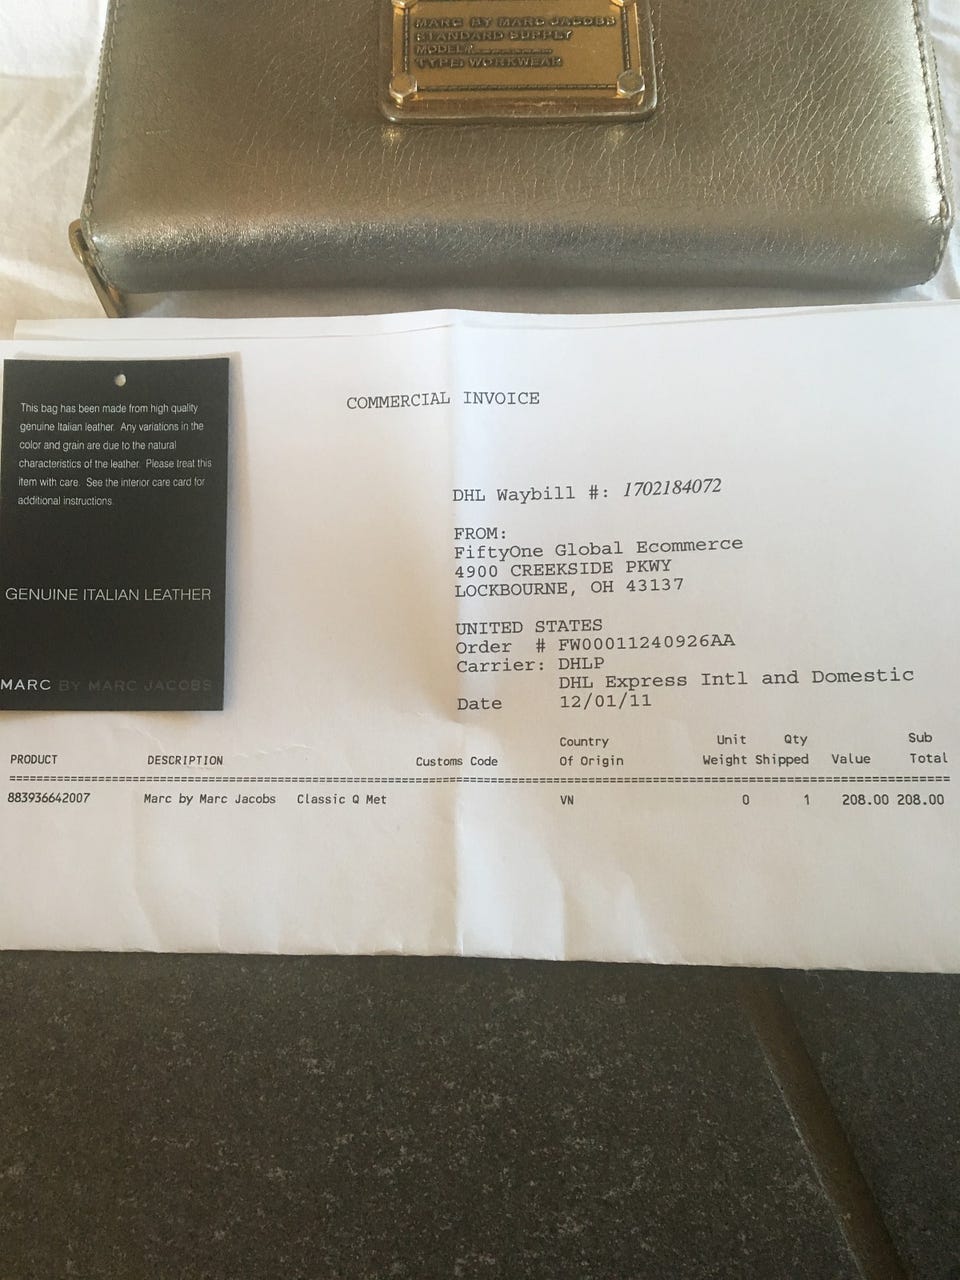 MARC BY MARC JACOBS
STANDARD SUPPLY
MODEL
TYPE: WORKWEAR
This bag has been made from high quality
genuine Italian leather. Any variations in the
color and grain are due to the natural
characteristics of the leather. Please treat this
item with care. See the interior care card for
additional instructions.
GENUINE ITALIAN LEATHER
MARC BY MARC JACOBS
COMMERCIAL INVOICE
DHL Waybill #: 1702184072
FROM:
FiftyOne Global Ecommerce
4900 CREEKSIDE PKWY
LOCKBOURNE, OH 43137
UNITED STATES
Order # FW00011240926AA
Carrier: DHLP
DHL Express Intl and Domestic
Date 12/01/11
Country Unit Qty Sub
PRODUCT DESCRIPTION Customs Code Of Origin Weight Shipped Value Total
883936642007 Marc by Marc Jacobs Classic Q Met VN 0 1 208.00 208.00